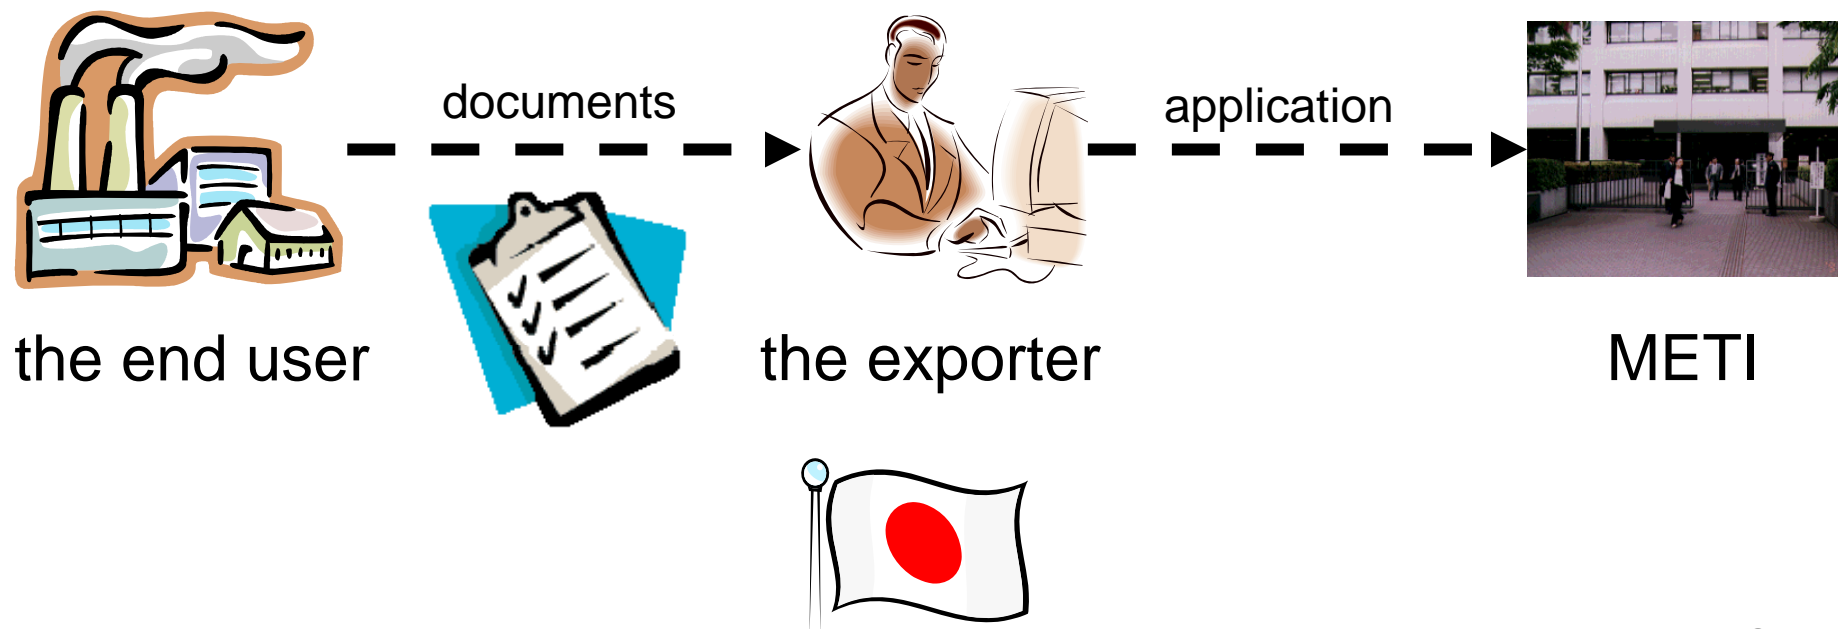 documents
application
the end user
the exporter
METI